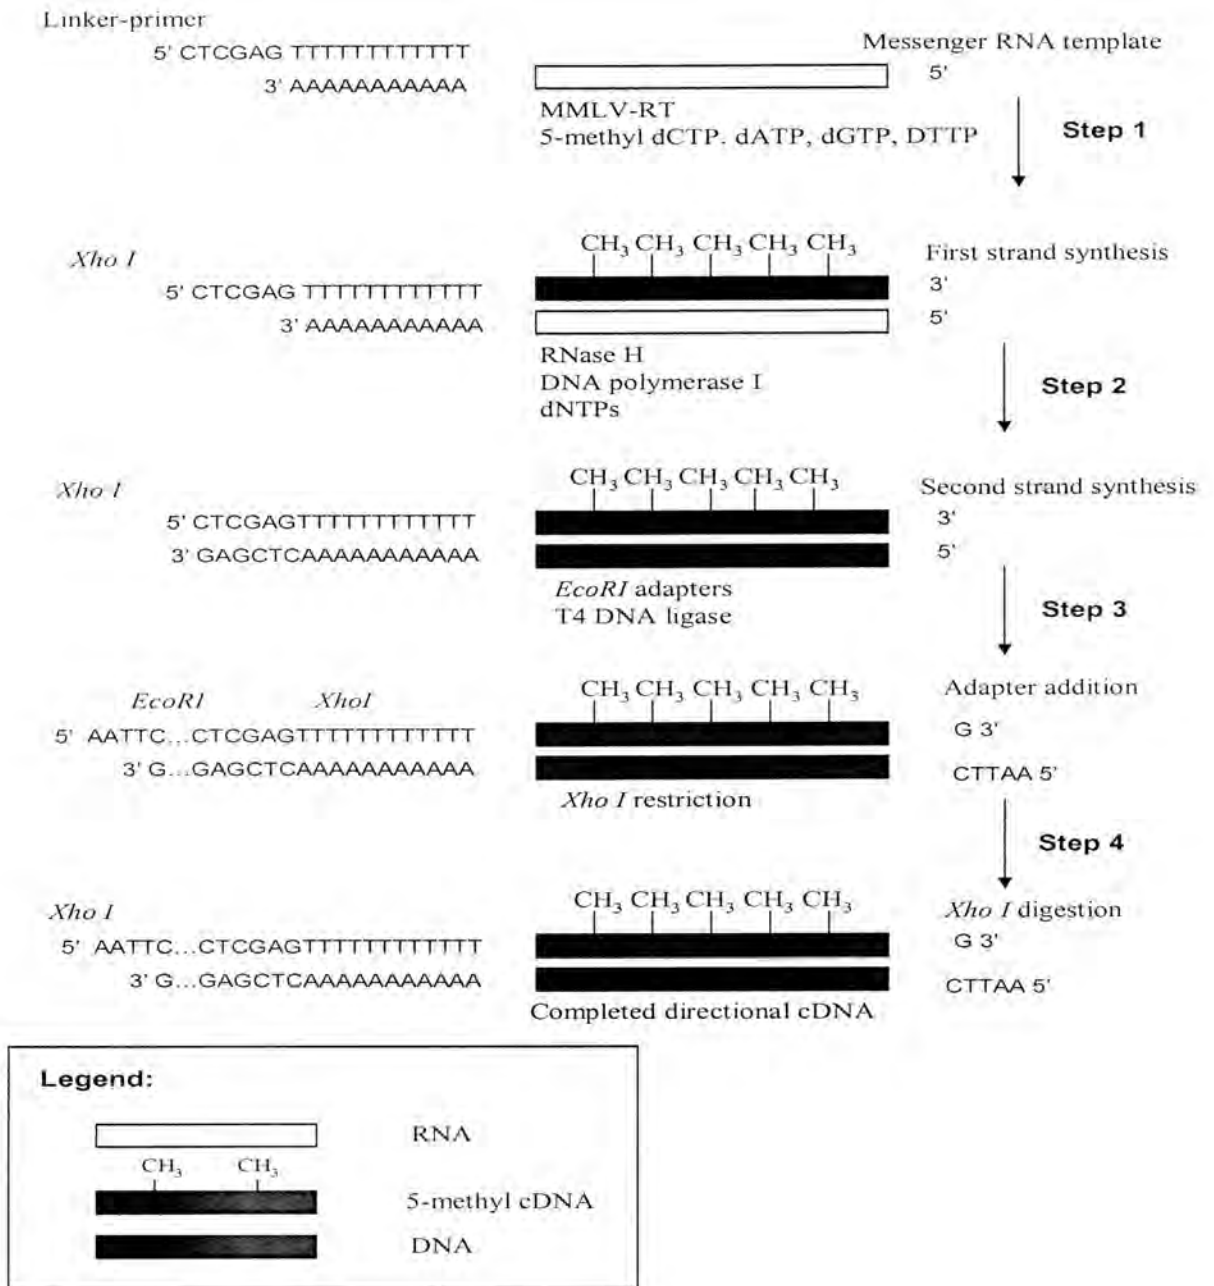 Linker-primer
5' CTCGAG TTTTTTTTTTTT
3' AAAAAAAAAAA
Messenger RNA template
5'
MMLV-RT
5-methyl dCTP. dATP, dGTP, DTTP
Step 1
Xho I
5' CTCGAG TTTTTTTTTTTT
3' AAAAAAAAAAA
CH3 CH3 CH3 CH3 CH3
First strand synthesis
3'
5'
RNase H
DNA polymerase I
dNTPs
Step 2
Xho I
5' CTCGAGTTTTTTTTTTTT
3' GAGCTCAAAAAAAAAAA
CH3 CH3 CH3 CH3 CH3
Second strand synthesis
3'
5'
EcoRI adapters
T4 DNA ligase
Step 3
EcoRI XhoI
5' AATTC...CTCGAGTTTTTTTTTTTT
3' G...GAGCTCAAAAAAAAAAA
CH3 CH3 CH3 CH3 CH3
Adapter addition
G 3'
CTTAA 5'
Xho I restriction
Step 4
Xho I
5' AATTC...CTCGAGTTTTTTTTTTTT
3' G...GAGCTCAAAAAAAAAAA
CH3 CH3 CH3 CH3 CH3
Xho I digestion
G 3'
CTTAA 5'
Completed directional cDNA
Legend:
RNA
CH3 CH3
5-methyl cDNA
DNA